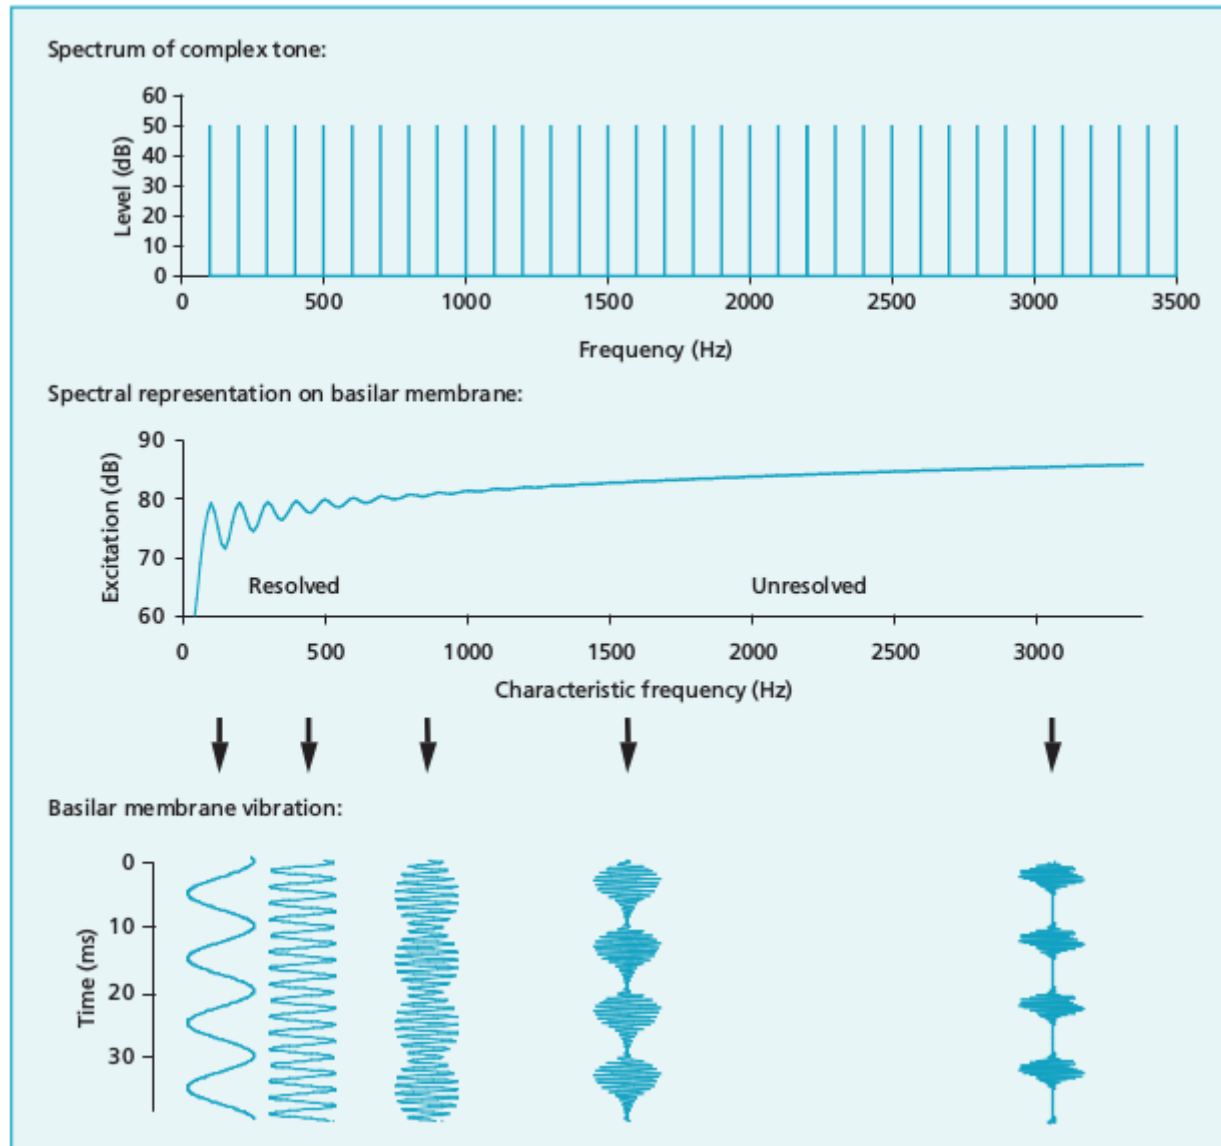 Spectrum of complex tone:
60
50
40
30
20
10
0
Level (dB)
0 500 1000 1500 2000 2500 3000 3500
Frequency (Hz)
Spectral representation on basilar membrane:
90
80
70
60
Excitation (dB)
Resolved Unresolved
0 500 1000 1500 2000 2500 3000
Characteristic frequency (Hz)
Basilar membrane vibration:
0
10
20
30
Time (ms)